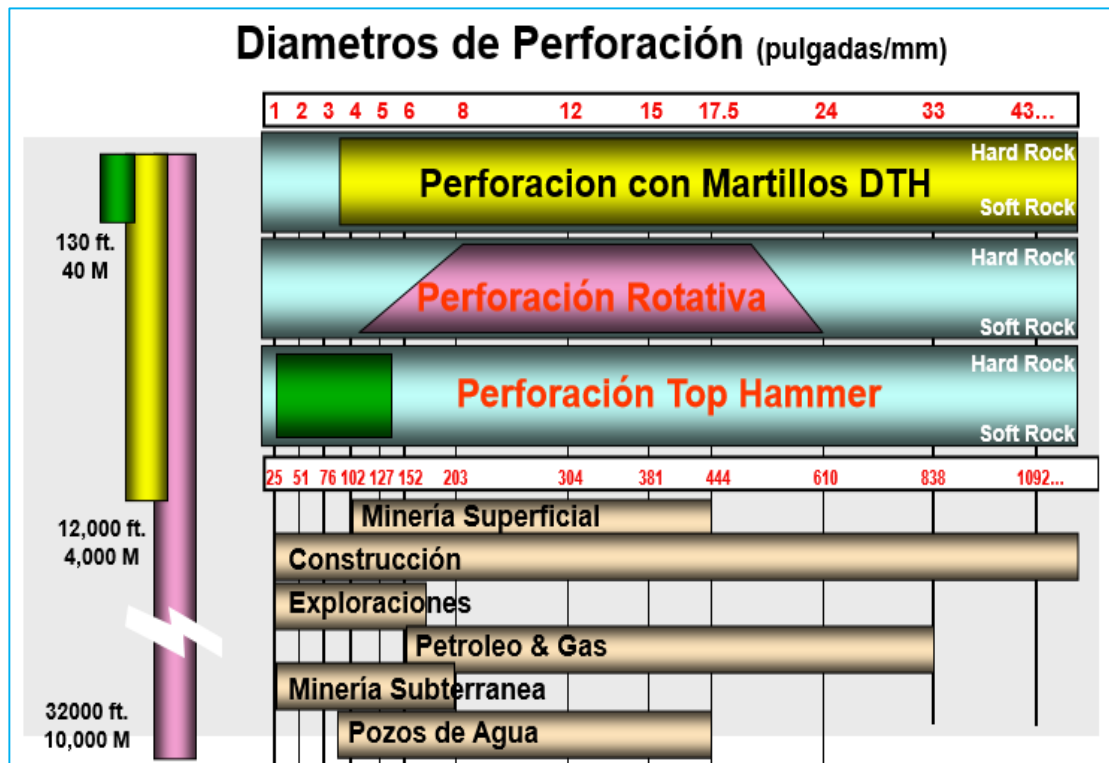 Diametros de Perforación (pulgadas/mm)
1 2 3 4 5 6 8 12 15 17.5 24 33 43...
Hard Rock
Perforacion con Martillos DTH
Soft Rock
130 ft.
40 M
Hard Rock
Perforación Rotativa
Soft Rock
Hard Rock
Perforación Top Hammer
Soft Rock
25 51 76 102 127 152 203 304 381 444 610 838 1092...
12,000 ft.
4,000 M
Minería Superficial
Construcción
Exploraciones
Petroleo & Gas
Minería Subterranea
Pozos de Agua
32000 ft.
10,000 M